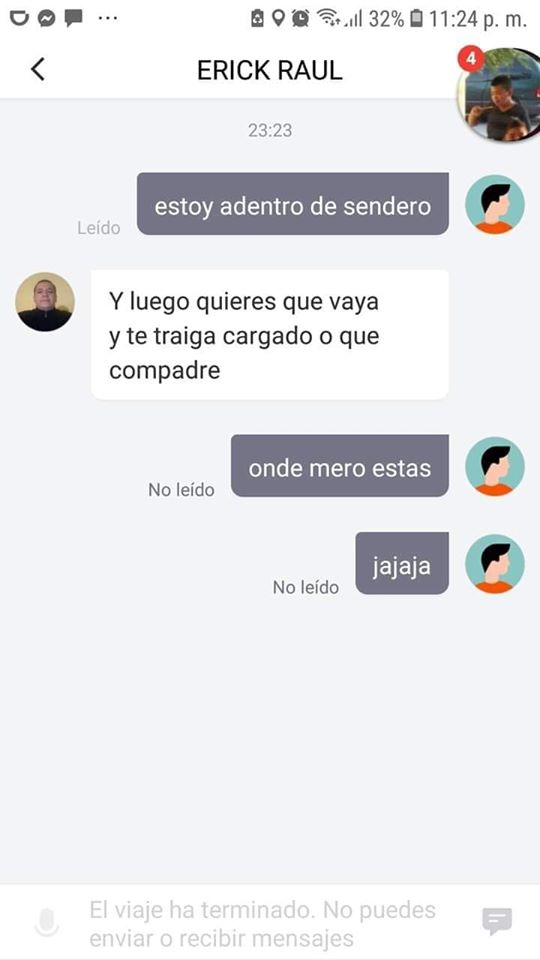 32% 11:24 p. m.
ERICK RAUL
4
23:23
estoy adentro de sendero
Leído
Y luego quieres que vaya
y te traiga cargado o que
compadre
onde mero estas
No leído
jajaja
No leído
El viaje ha terminado. No puedes
enviar o recibir mensajes